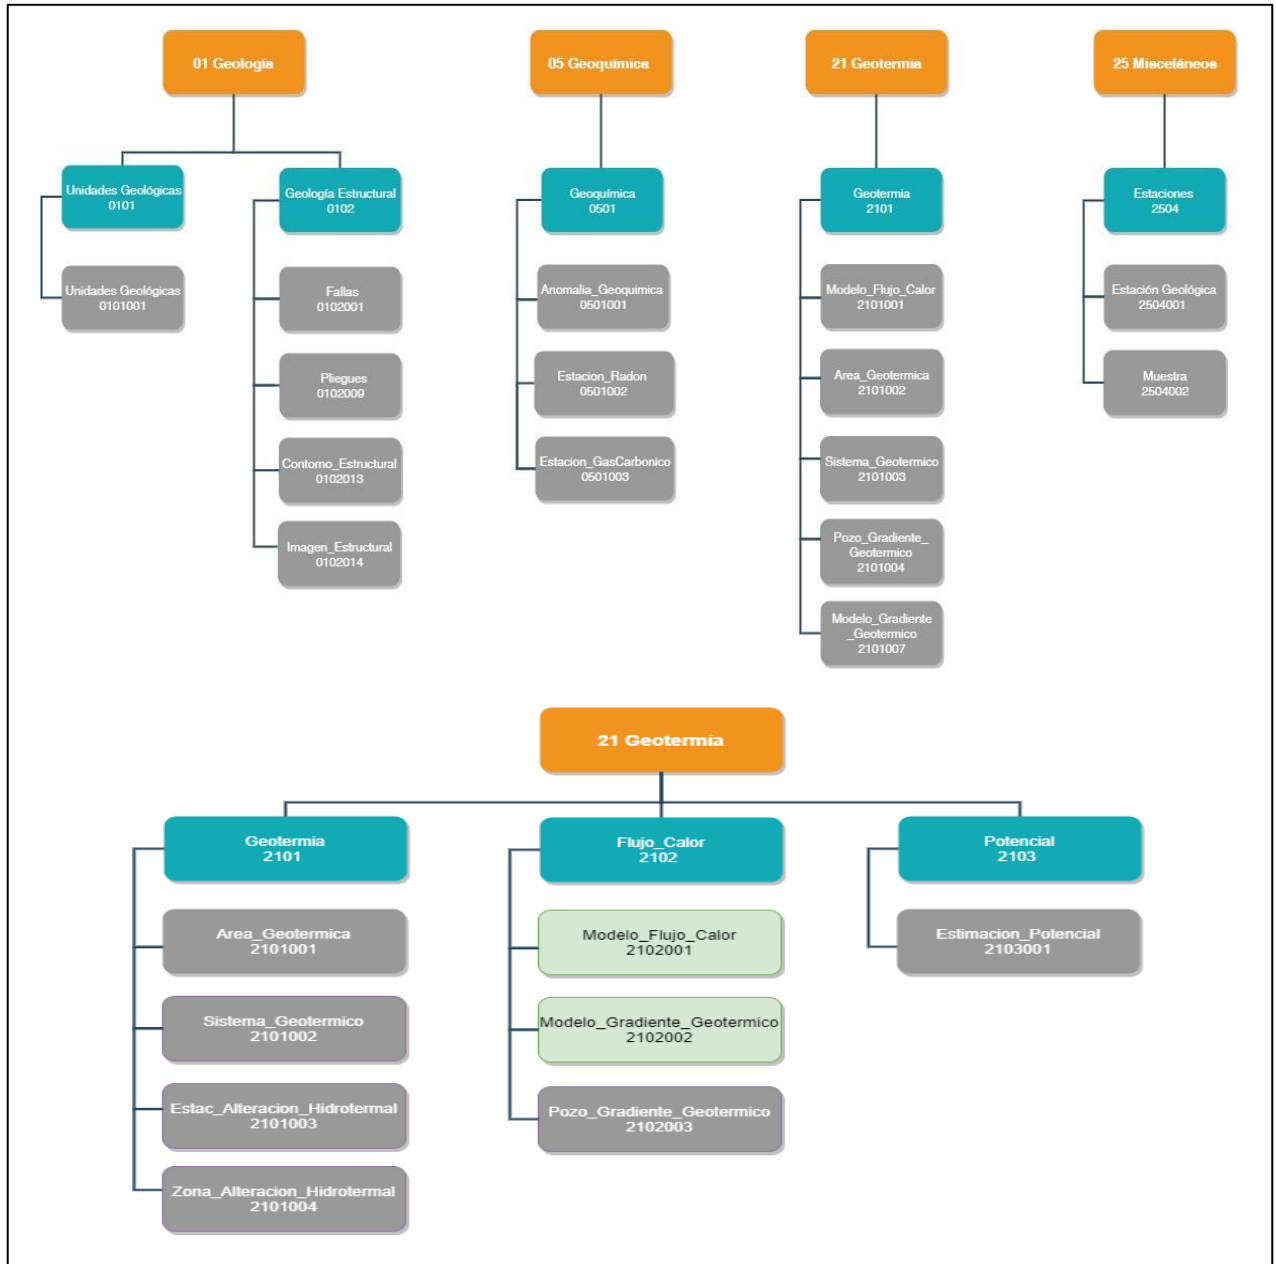 01 Geología
Unidades Geológicas
0101
Unidades Geológicas
0101001
Geología Estructural
0102
Fallas
0102001
Pliegues
0102009
Contorno_Estructural
0102013
Imagen_Estructural
0102014
05 Geoquímica
Geoquímica
0501
Anomalia_Geoquimica
0501001
Estacion_Radon
0501002
Estacion_GasCarbonico
0501003
21 Geotermia
Geotermia
2101
Modelo_Flujo_Calor
2101001
Area_Geotermica
2101002
Sistema_Geotermico
2101003
Pozo_Gradiente_
Geotermico
2101004
Modelo_Gradiente
_Geotermico
2101007
25 Misceláneos
Estaciones
2504
Estación Geológica
2504001
Muestra
2504002
21 Geotermia
Geotermia
2101
Area_Geotermica
2101001
Sistema_Geotermico
2101002
Estac_Alteracion_Hidrotermal
2101003
Zona_Alteracion_Hidrotermal
2101004
Flujo_Calor
2102
Modelo_Flujo_Calor
2102001
Modelo_Gradiente_Geotermico
2102002
Pozo_Gradiente_Geotermico
2102003
Potencial
2103
Estimacion_Potencial
2103001